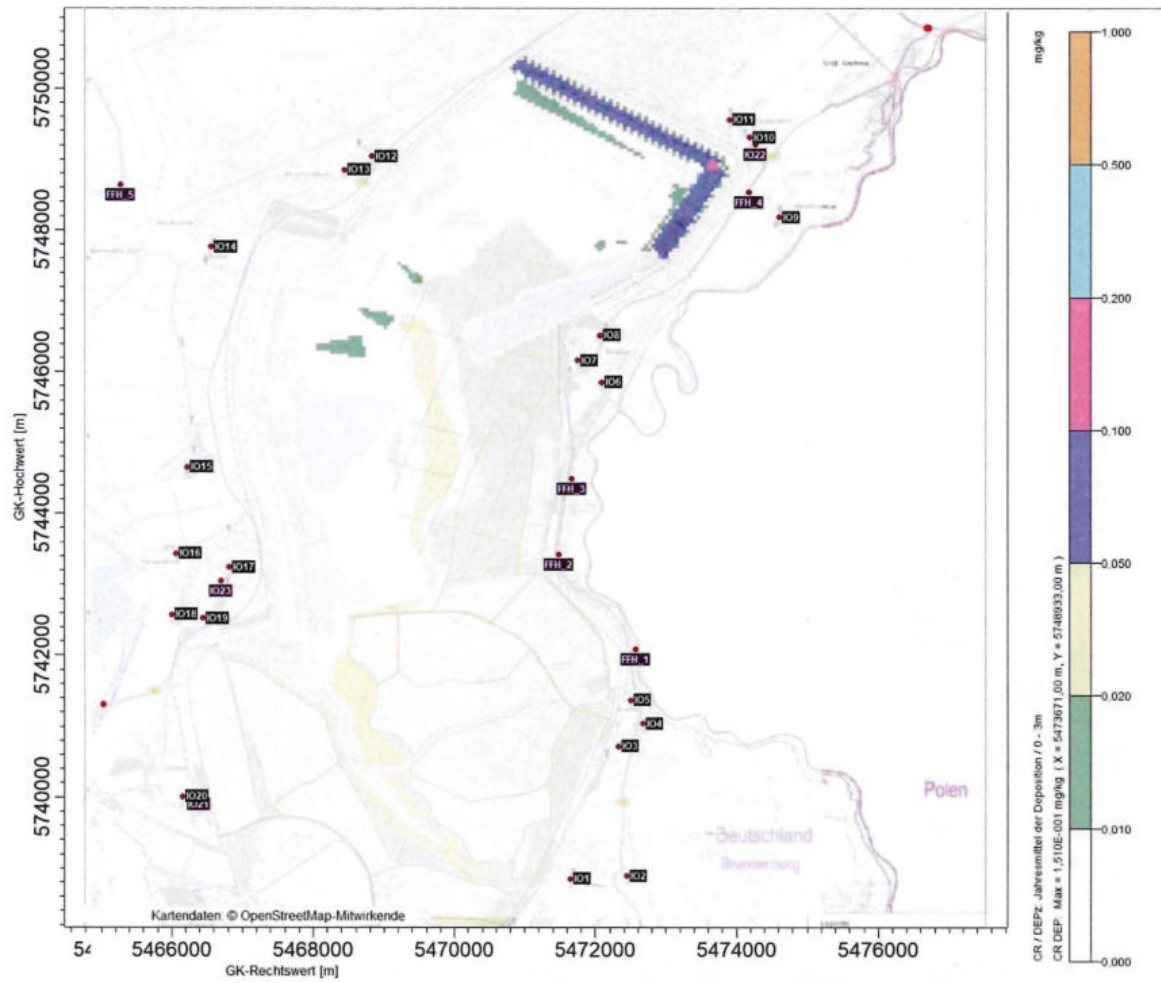 mg/kg
1.000
0.500
0.200
0.100
0.050
0.020
0.010
0.000
CR / DEPz: Jahresmittel der Deposition / 0 - 3m
CR DEP Max = 1,510E-001 mg/kg ( X = 5473671,00 m, Y = 5748933,00 m )
GK-Hochwert [m]
5750000
5748000
5746000
5744000
5742000
5740000
IO11
IO10
IO22
IO12
IO13
FFH_5
FFH_4
IO9
IO14
IO8
IO7
IO6
IO15
FFH_3
IO16
FFH_2
IO17
IO23
IO18
IO19
FFH_1
IO5
IO4
IO3
IO20
IO21
Polen
Deutschland
Brandenburg
IO1
IO2
Kartendaten: © OpenStreetMap-Mitwirkende
5466000
5468000
5470000
5472000
5474000
5476000
GK-Rechtswert [m]